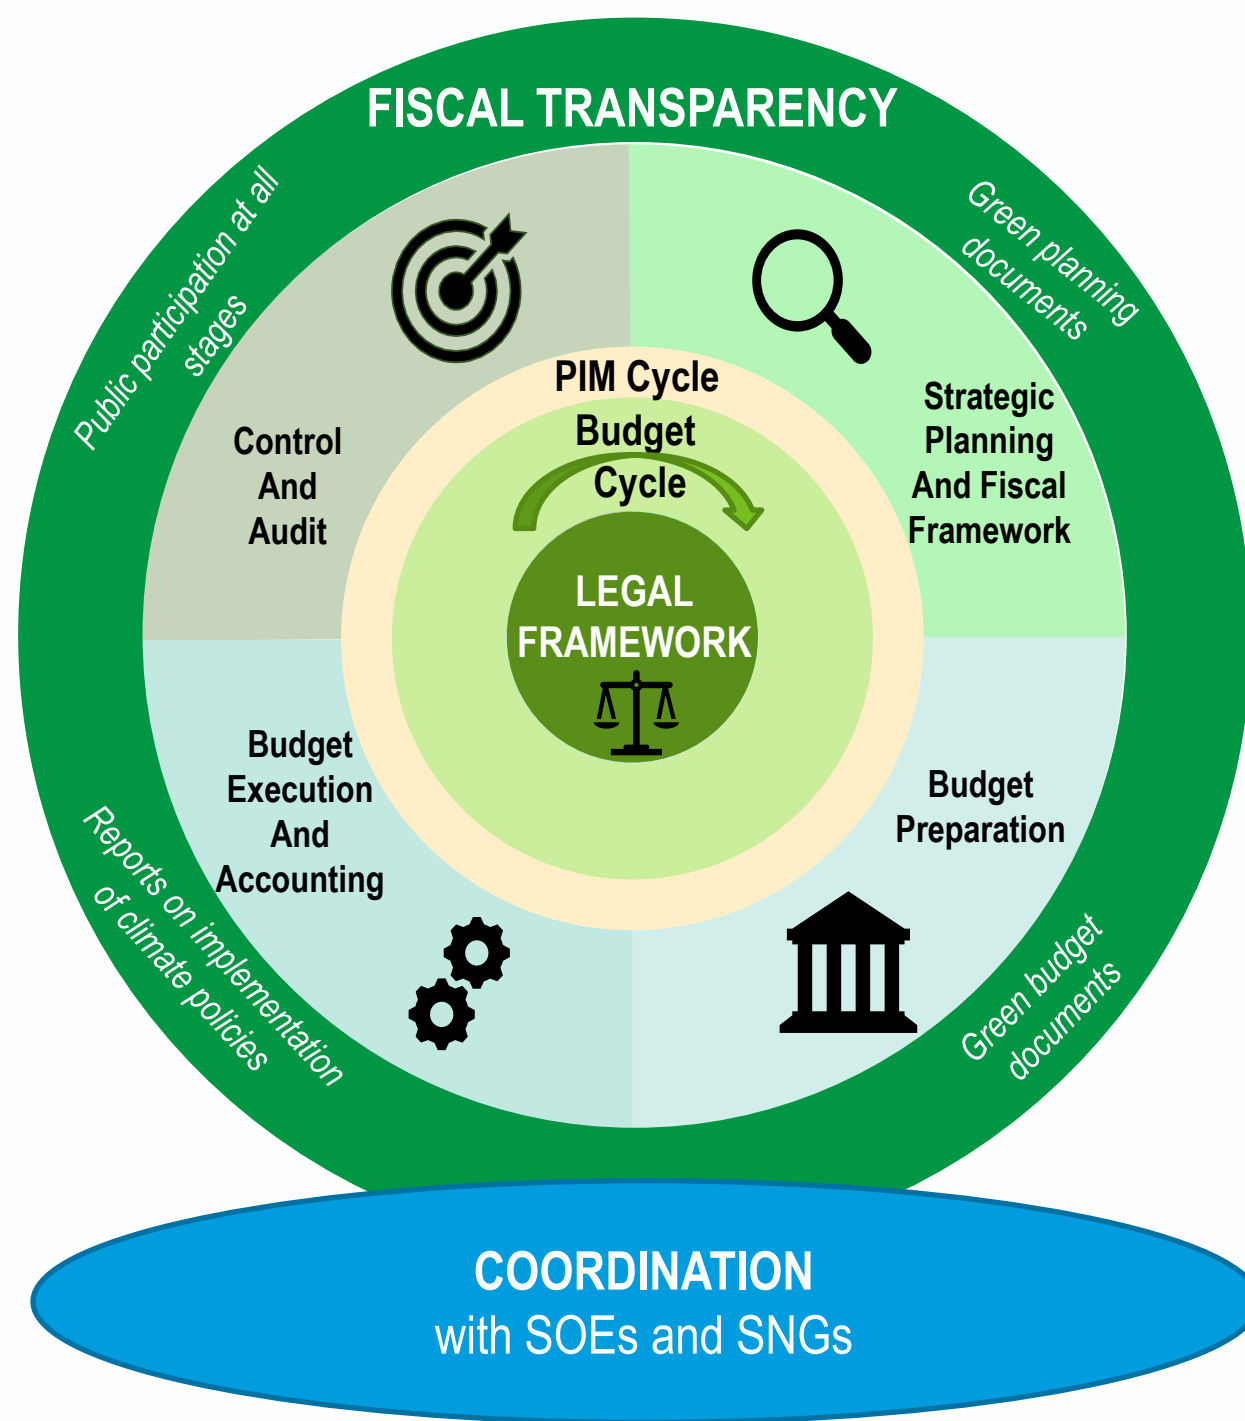 FISCAL TRANSPARENCY
Public participation at all
stages
Green planning
documents
PIM Cycle
Budget
Cycle
Strategic
Planning
And Fiscal
Framework
Control
And
Audit
LEGAL
FRAMEWORK
Budget
Execution
And
Accounting
Budget
Preparation
Reports on implementation
of climate policies
Green budget
documents
COORDINATION
with SOEs and SNGs